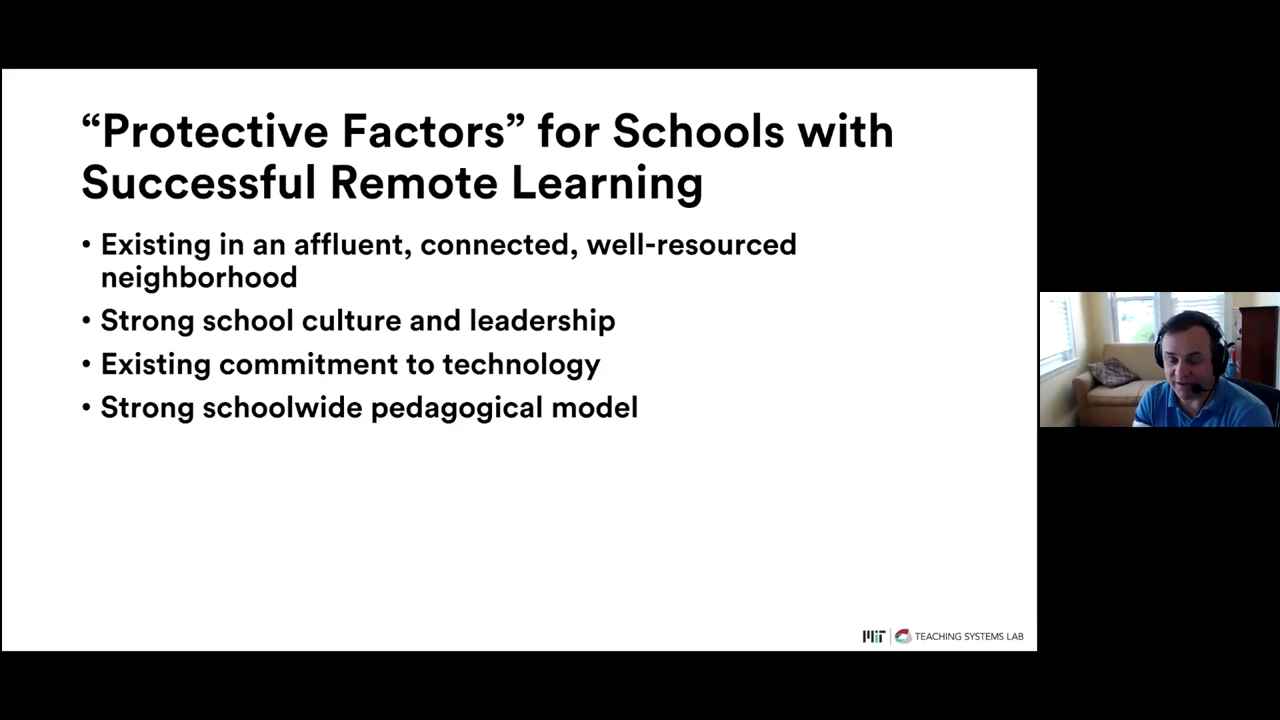 “Protective Factors” for Schools with
Successful Remote Learning
• Existing in an affluent, connected, well-resourced
neighborhood
• Strong school culture and leadership
• Existing commitment to technology
• Strong schoolwide pedagogical model
MIT TEACHING SYSTEMS LAB